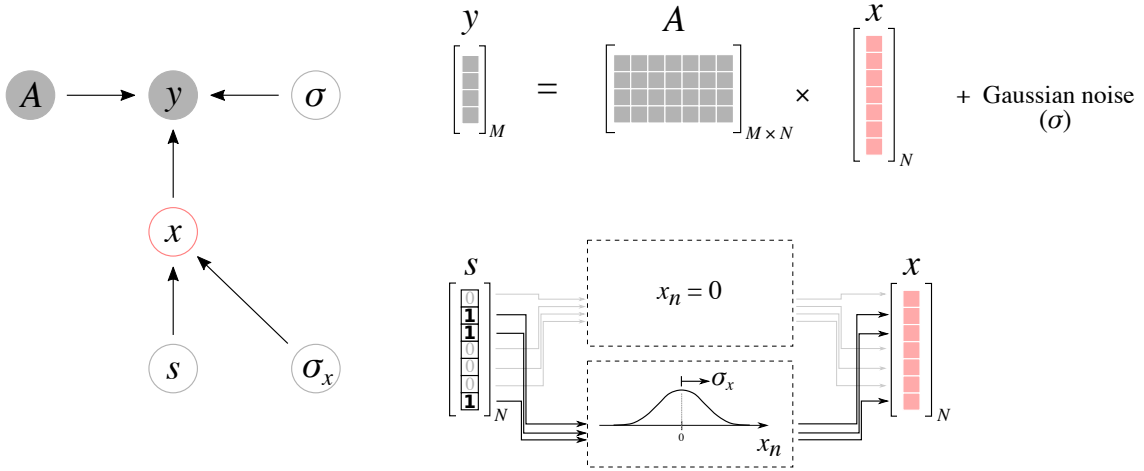 A
y
σ
x
s
σx
y
A
x
M
=
M × N
×
N
+ Gaussian noise
(σ)
s
x
0
1
1
0
0
0
1
N
xn = 0
σx
0
xn
N